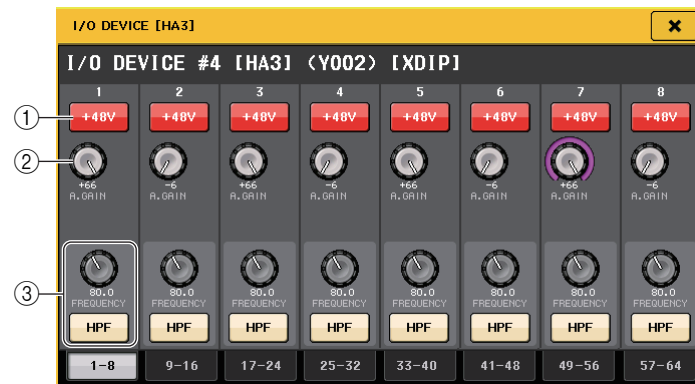 I/O DEVICE [HA3]
I/O DEVICE #4 [HA3] (Y002) [XDIP]
1 2 3 4 5 6 7 8
① +48V +48V +48V +48V +48V +48V +48V +48V
②
+66 -6 +66 -6 +66 -6 +66 -6
A.GAIN A.GAIN A.GAIN A.GAIN A.GAIN A.GAIN A.GAIN A.GAIN
③
80.0 80.0 80.0 80.0 80.0 80.0 80.0 80.0
FREQUENCY FREQUENCY FREQUENCY FREQUENCY FREQUENCY FREQUENCY FREQUENCY FREQUENCY
HPF HPF HPF HPF HPF HPF HPF HPF
1-8 9-16 17-24 25-32 33-40 41-48 49-56 57-64